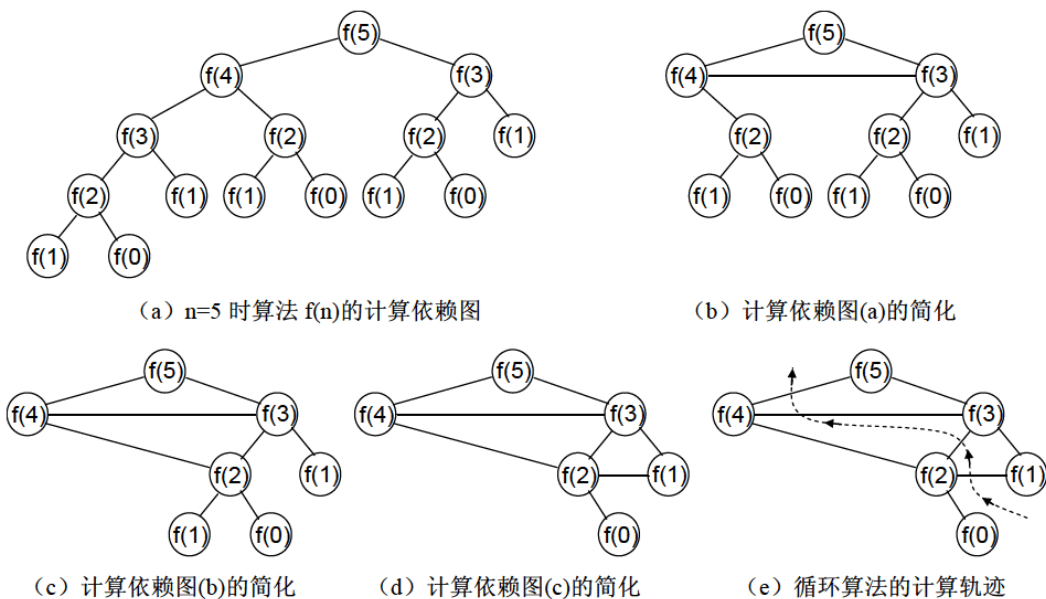 f(5)
f(4) f(3)
f(3) f(2) f(2) f(1)
f(2) f(1) f(1) f(0) f(1) f(0)
f(1) f(0)
（a）n=5 时算法 f(n)的计算依赖图
f(5)
f(4) f(3)
f(2) f(2) f(1)
f(1) f(0) f(1) f(0)
（b）计算依赖图(a)的简化
f(5)
f(4) f(3)
f(2) f(1)
f(1) f(0)
（c）计算依赖图(b)的简化
f(5)
f(4) f(3)
f(2) f(1)
f(0)
（d）计算依赖图(c)的简化
f(5)
f(4) f(3)
f(2) f(1)
f(0)
（e）循环算法的计算轨迹